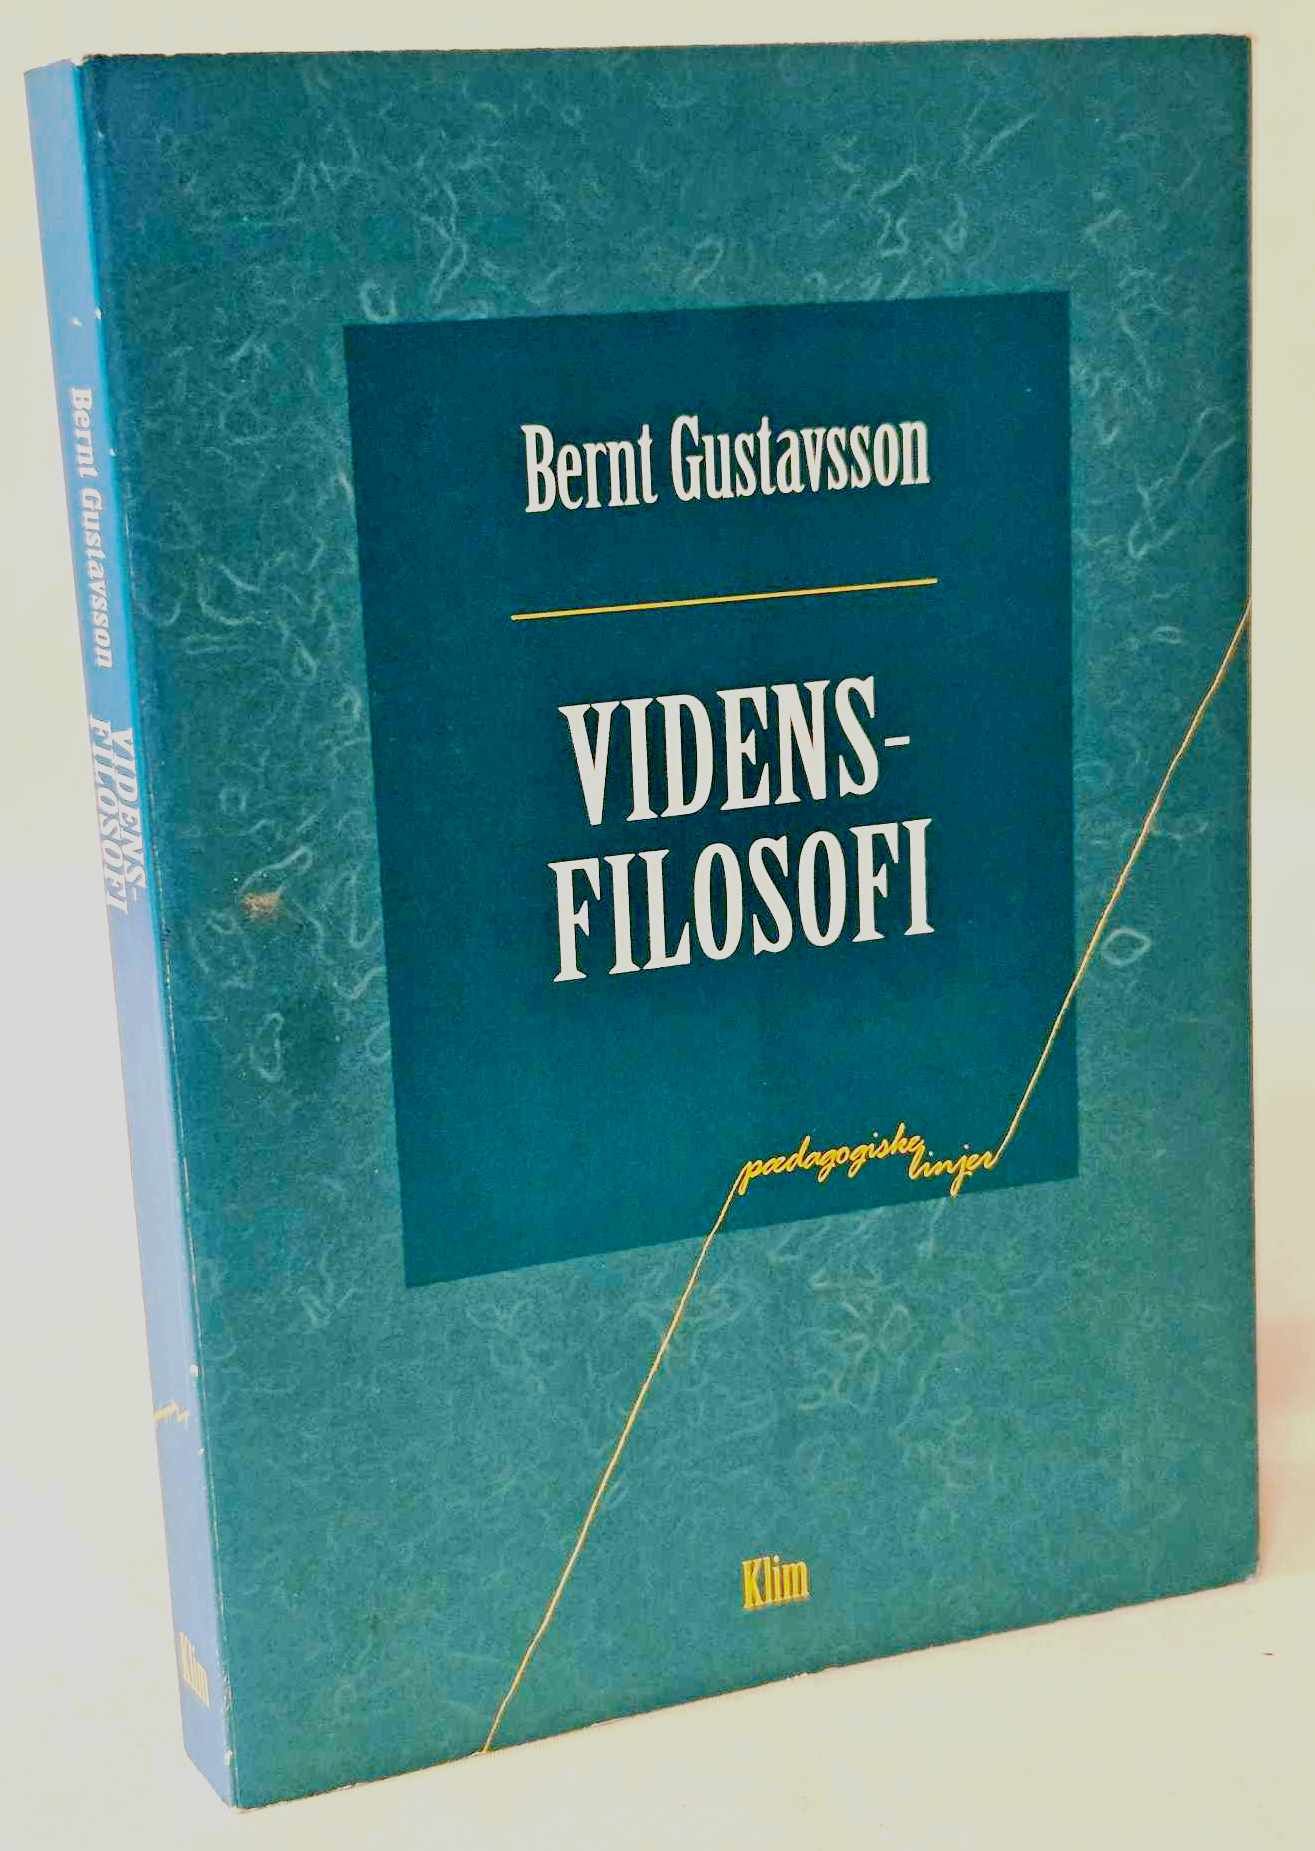 Bernt Gustavsson
VIDENS-
FILOSOFI
pædagogiske
linjer
Klim
Bernt Gustavsson
VIDENS-
FILOSOFI
Klim